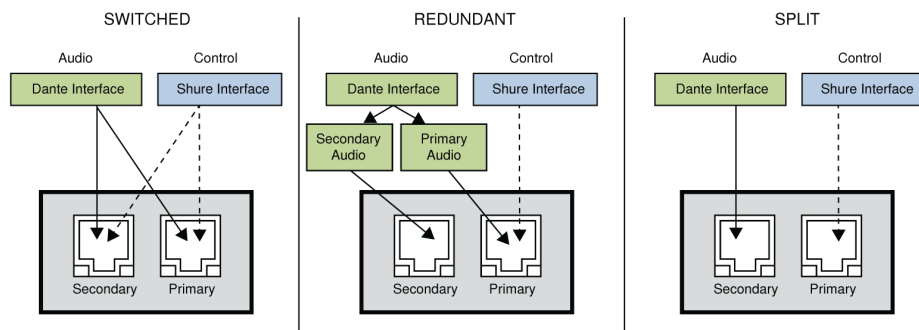 SWITCHED
Audio
Control
Dante Interface
Shure Interface
Secondary
Primary
REDUNDANT
Audio
Control
Dante Interface
Shure Interface
Secondary
Audio
Primary
Audio
Secondary
Primary
SPLIT
Audio
Control
Dante Interface
Shure Interface
Secondary
Primary